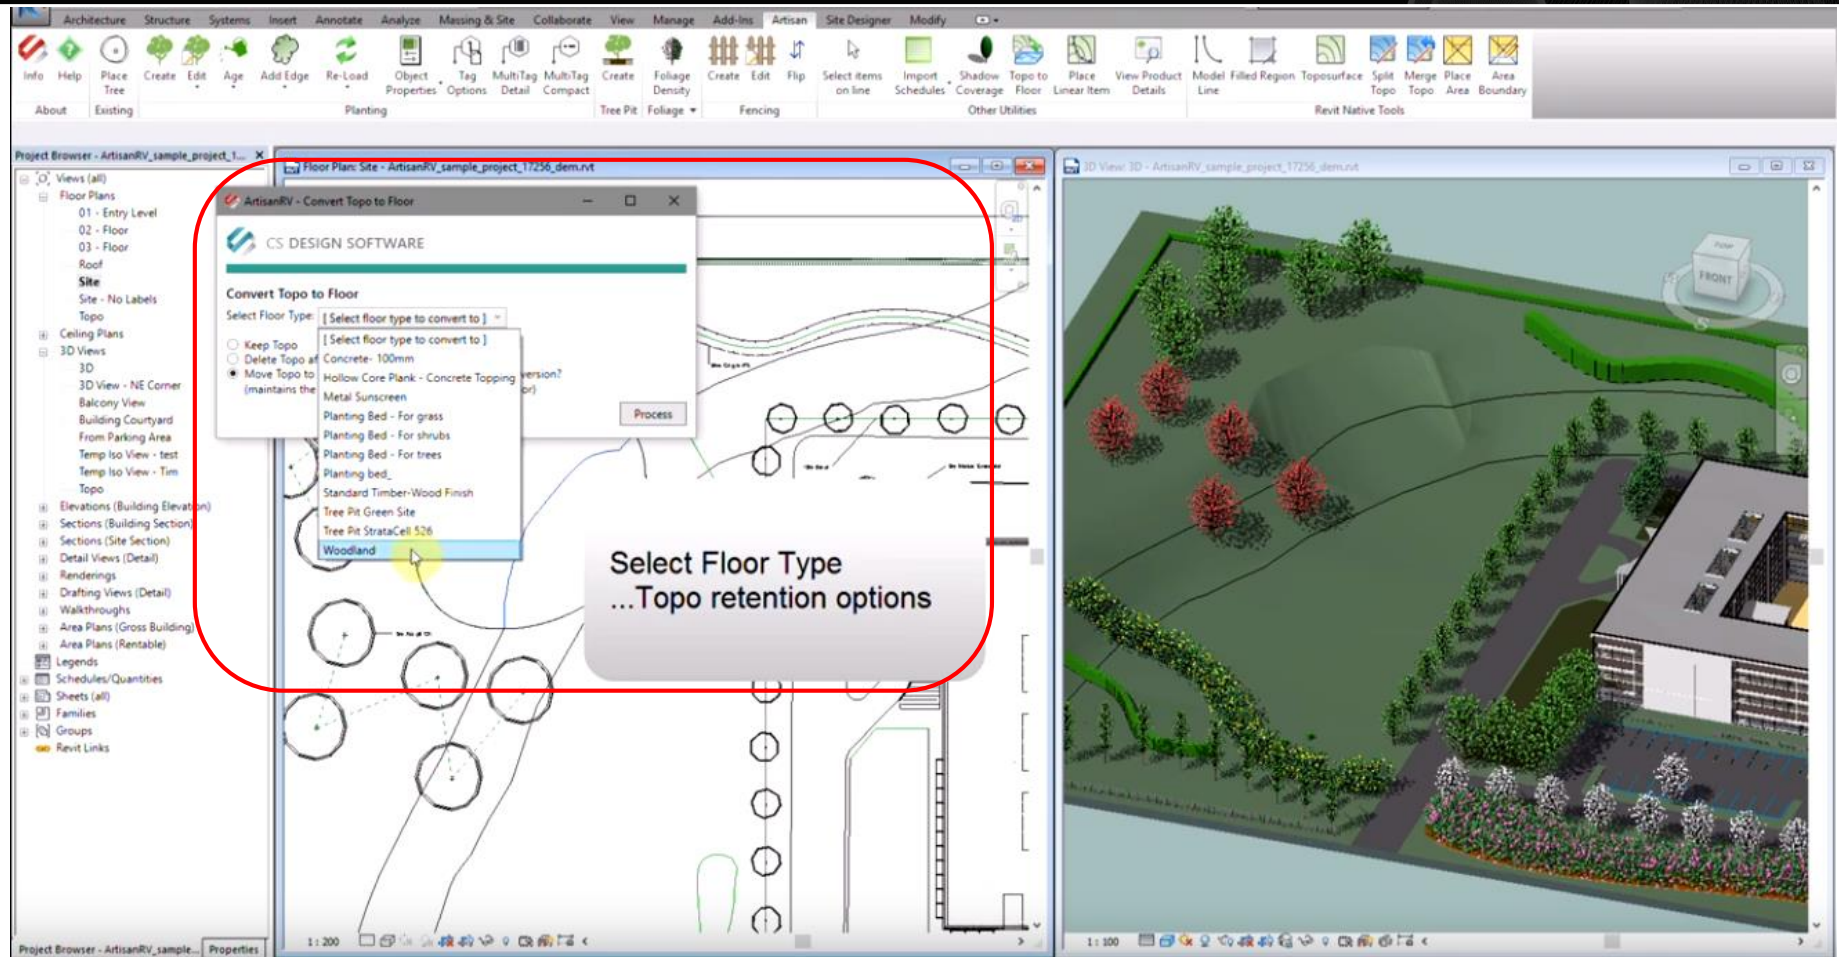 Architecture Structure Systems Insert Annotate Analyze Massing & Site Collaborate View Manage Add-Ins Artisan Site Designer Modify
Info Help Place Tree Create Edit Age Add Edge Re-Load Object Properties Tag Options MultiTag Detail MultiTag Compact Create Foliage Density Create Edit Flip Select items on line Import Schedules Shadow Coverage Topo to Floor Place Linear Item View Product Details Model Line Filled Region Toposurface Split Topo Merge Topo Place Area Area Boundary
About Existing Planting Tree Pit Foliage Fencing Other Utilities Revit Native Tools
Project Browser - ArtisanRV_sample_project_1...
Views (all)
Floor Plans
01 - Entry Level
02 - Floor
03 - Floor
Roof
Site
Site - No Labels
Topo
Ceiling Plans
3D Views
3D
3D View - NE Corner
Balcony View
Building Courtyard
From Parking Area
Temp Iso View - test
Temp Iso View - Tim
Topo
Elevations (Building Elevation)
Sections (Building Section)
Sections (Site Section)
Detail Views (Detail)
Renderings
Drafting Views (Detail)
Walkthroughs
Area Plans (Gross Building)
Area Plans (Rentable)
Legends
Schedules/Quantities
Sheets (all)
Families
Groups
Revit Links
Project Browser - ArtisanRV_sample... Properties
Floor Plan: Site - ArtisanRV_sample_project_17256_dem.rvt
ArtisanRV - Convert Topo to Floor
CS DESIGN SOFTWARE
Convert Topo to Floor
Select Floor Type: [ Select floor type to convert to ]
Keep Topo
Delete Topo af
Move Topo to version?
(maintains the or)
Process
[ Select floor type to convert to ]
Concrete- 100mm
Hollow Core Plank - Concrete Topping
Metal Sunscreen
Planting Bed - For grass
Planting Bed - For shrubs
Planting Bed - For trees
Planting bed_
Standard Timber-Wood Finish
Tree Pit Green Site
Tree Pit StrataCell 526
Woodland
Select Floor Type
...Topo retention options
1 : 200
3D View: 3D - ArtisanRV_sample_project_17256_dem.rvt
TOP
FRONT
S
1 : 100